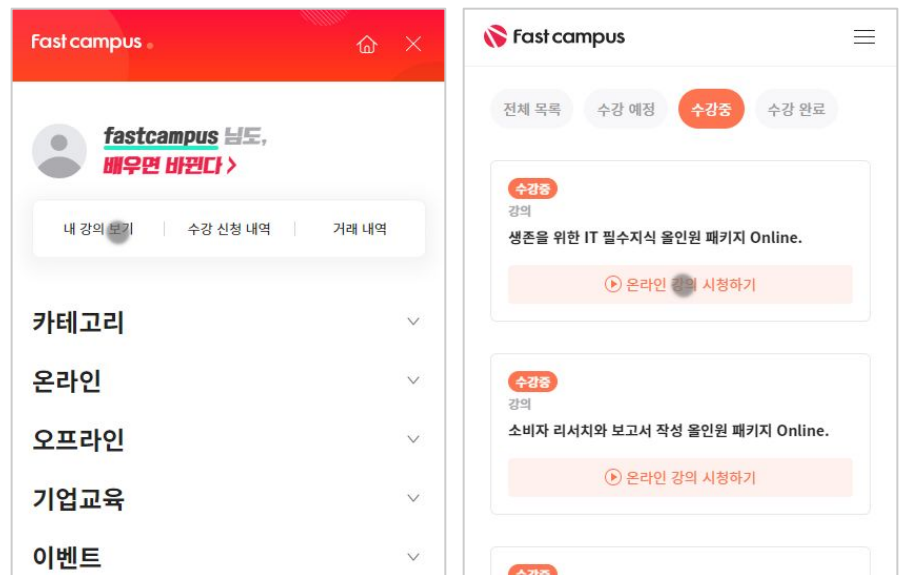 Fast campus
fastcampus 님도,
배우면 바뀐다 >
내 강의 보기 | 수강 신청 내역 | 거래 내역
카테고리
온라인
오프라인
기업교육
이벤트
Fast campus
전체 목록 수강 예정 수강중 수강 완료
수강중
강의
생존을 위한 IT 필수지식 올인원 패키지 Online.
온라인 강의 시청하기
수강중
강의
소비자 리서치와 보고서 작성 올인원 패키지 Online.
온라인 강의 시청하기
수강중